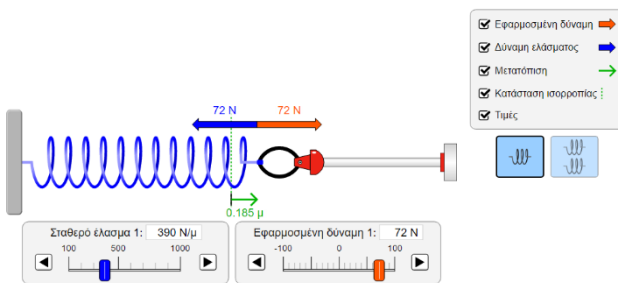 Εφαρμοσμένη δύναμη
Δύναμη ελάσματος
Μετατόπιση
Κατάσταση ισορροπίας
Τιμές
72 N 72 N
0.185 μ
Σταθερό έλασμα 1: 390 N/μ
100 500 1000
Εφαρμοσμένη δύναμη 1: 72 N
-100 0 100